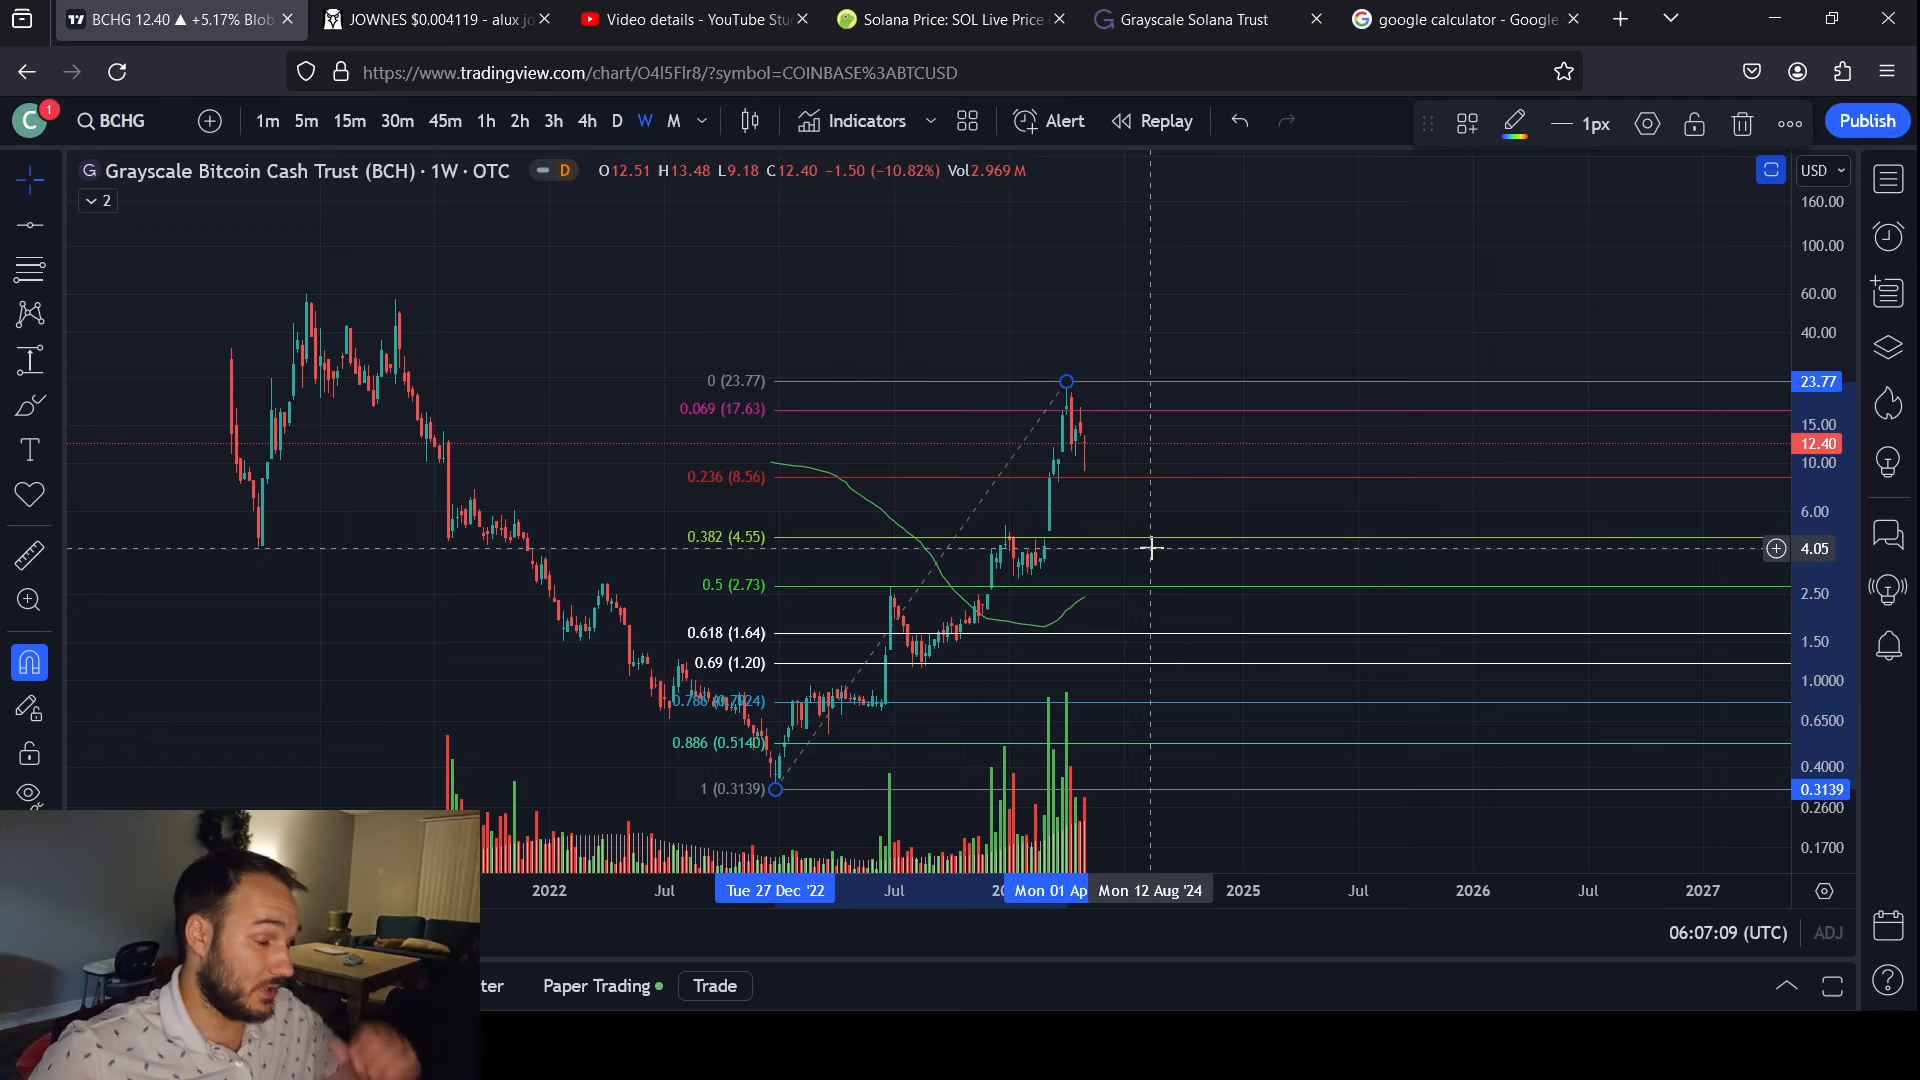 BCHG 12.40 ▲ +5.17% Blob
JOWNES $0.004119 - alux jo
Video details - YouTube Stu
Solana Price: SOL Live Price
Grayscale Solana Trust
google calculator - Google
https://www.tradingview.com/chart/O4l5Flr8/?symbol=COINBASE%3ABTCUSD
C
1
BCHG
1m 5m 15m 30m 45m 1h 2h 3h 4h D W M
Indicators
Alert
Replay
1px
Publish
Grayscale Bitcoin Cash Trust (BCH) · 1W · OTC
D
O12.51 H13.48 L9.18 C12.40 −1.50 (−10.82%) Vol2.969 M
USD
2
160.00
100.00
60.00
40.00
0 (23.77)
23.77
0.069 (17.63)
15.00
12.40
10.00
0.236 (8.56)
6.00
0.382 (4.55)
4.05
0.5 (2.73)
2.50
0.618 (1.64)
1.50
0.69 (1.20)
1.0000
0.786 (0.7924)
0.6500
0.886 (0.5140)
0.4000
1 (0.3139)
0.3139
0.2600
0.1700
2022 Jul Tue 27 Dec '22 Jul 20 Mon 01 Ap Mon 12 Aug '24 2025 Jul 2026 Jul 2027
06:07:09 (UTC)
ADJ
ter
Paper Trading
Trade